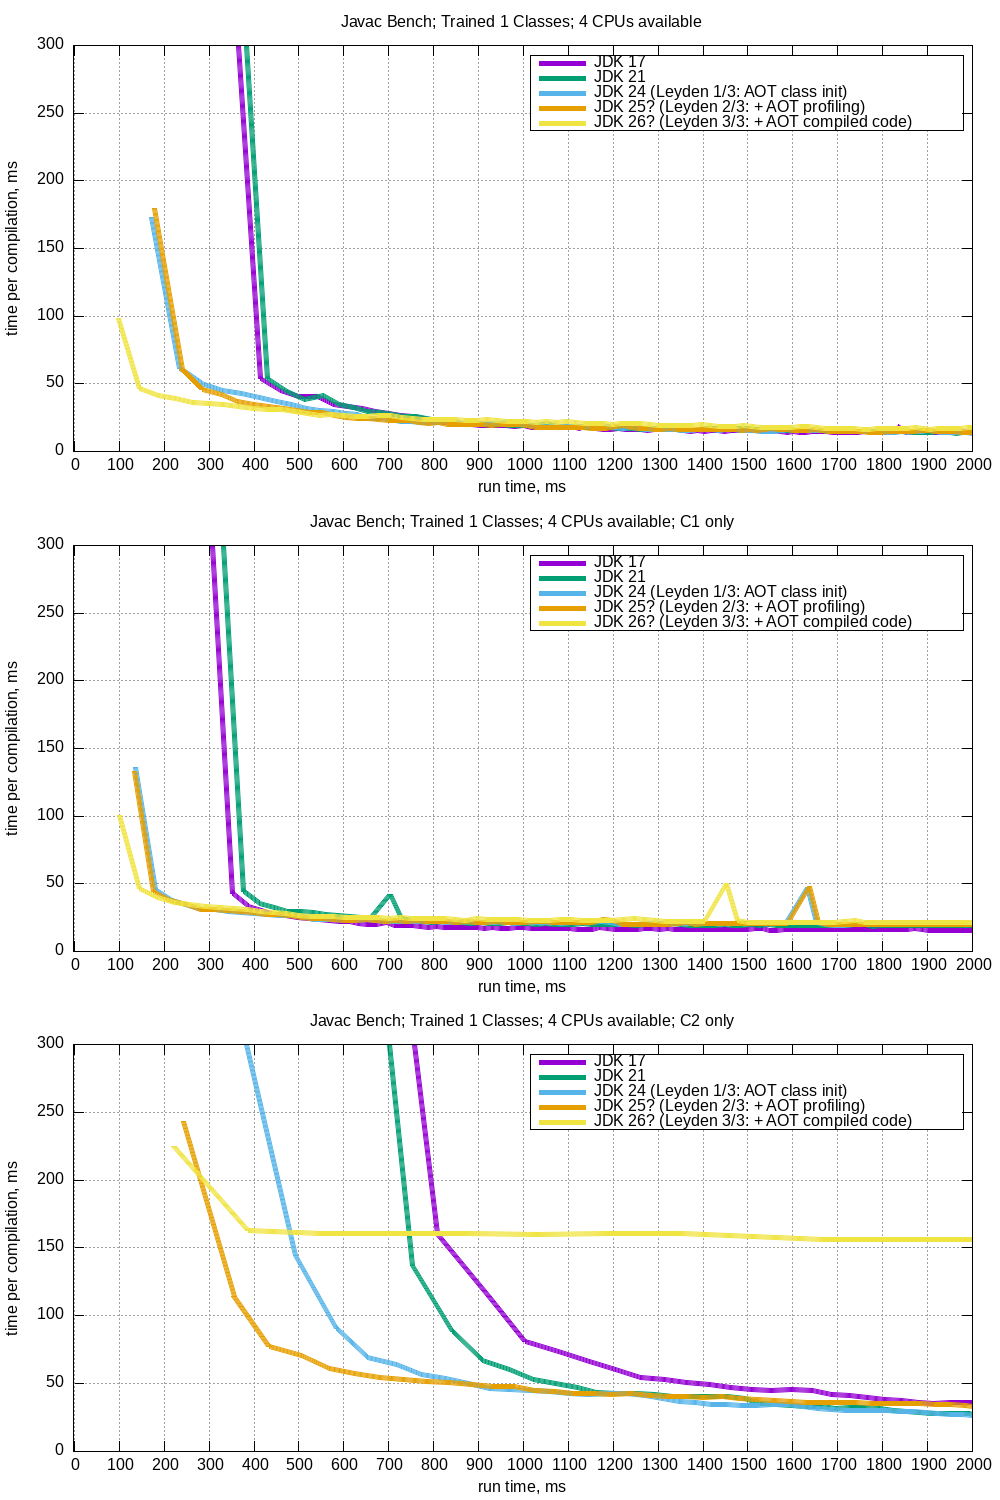 Javac Bench; Trained 1 Classes; 4 CPUs available
300
250
200
150
100
50
0
time per compilation, ms
JDK 17
JDK 21
JDK 24 (Leyden 1/3: AOT class init)
JDK 25? (Leyden 2/3: + AOT profiling)
JDK 26? (Leyden 3/3: + AOT compiled code)
0 100 200 300 400 500 600 700 800 900 1000 1100 1200 1300 1400 1500 1600 1700 1800 1900 2000
run time, ms
Javac Bench; Trained 1 Classes; 4 CPUs available; C1 only
300
250
200
150
100
50
0
time per compilation, ms
JDK 17
JDK 21
JDK 24 (Leyden 1/3: AOT class init)
JDK 25? (Leyden 2/3: + AOT profiling)
JDK 26? (Leyden 3/3: + AOT compiled code)
0 100 200 300 400 500 600 700 800 900 1000 1100 1200 1300 1400 1500 1600 1700 1800 1900 2000
run time, ms
Javac Bench; Trained 1 Classes; 4 CPUs available; C2 only
300
250
200
150
100
50
0
time per compilation, ms
JDK 17
JDK 21
JDK 24 (Leyden 1/3: AOT class init)
JDK 25? (Leyden 2/3: + AOT profiling)
JDK 26? (Leyden 3/3: + AOT compiled code)
0 100 200 300 400 500 600 700 800 900 1000 1100 1200 1300 1400 1500 1600 1700 1800 1900 2000
run time, ms